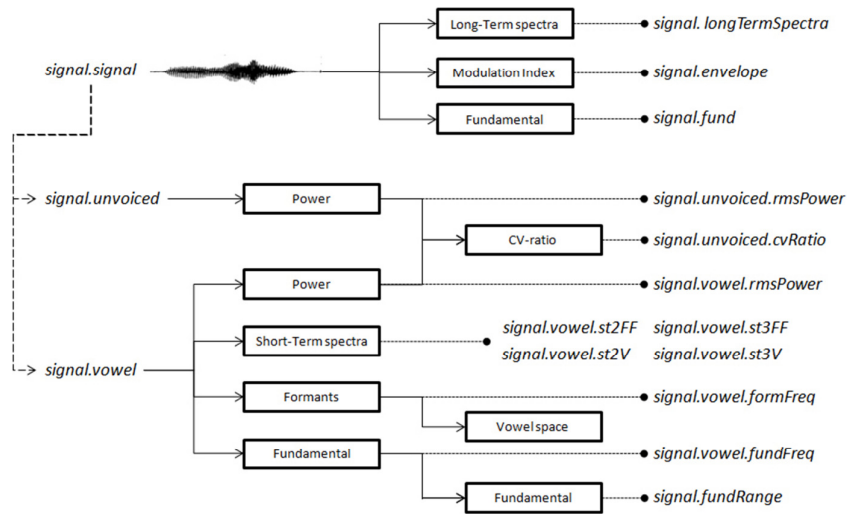 Long-Term spectra
signal. longTermSpectra
signal.signal
Modulation Index
signal.envelope
Fundamental
signal.fund
signal.unvoiced
Power
signal.unvoiced.rmsPower
CV-ratio
signal.unvoiced.cvRatio
Power
signal.vowel.rmsPower
signal.vowel.st2FF signal.vowel.st3FF
Short-Term spectra
signal.vowel.st2V signal.vowel.st3V
signal.vowel
Formants
signal.vowel.formFreq
Vowel space
Fundamental
signal.vowel.fundFreq
Fundamental
signal.fundRange